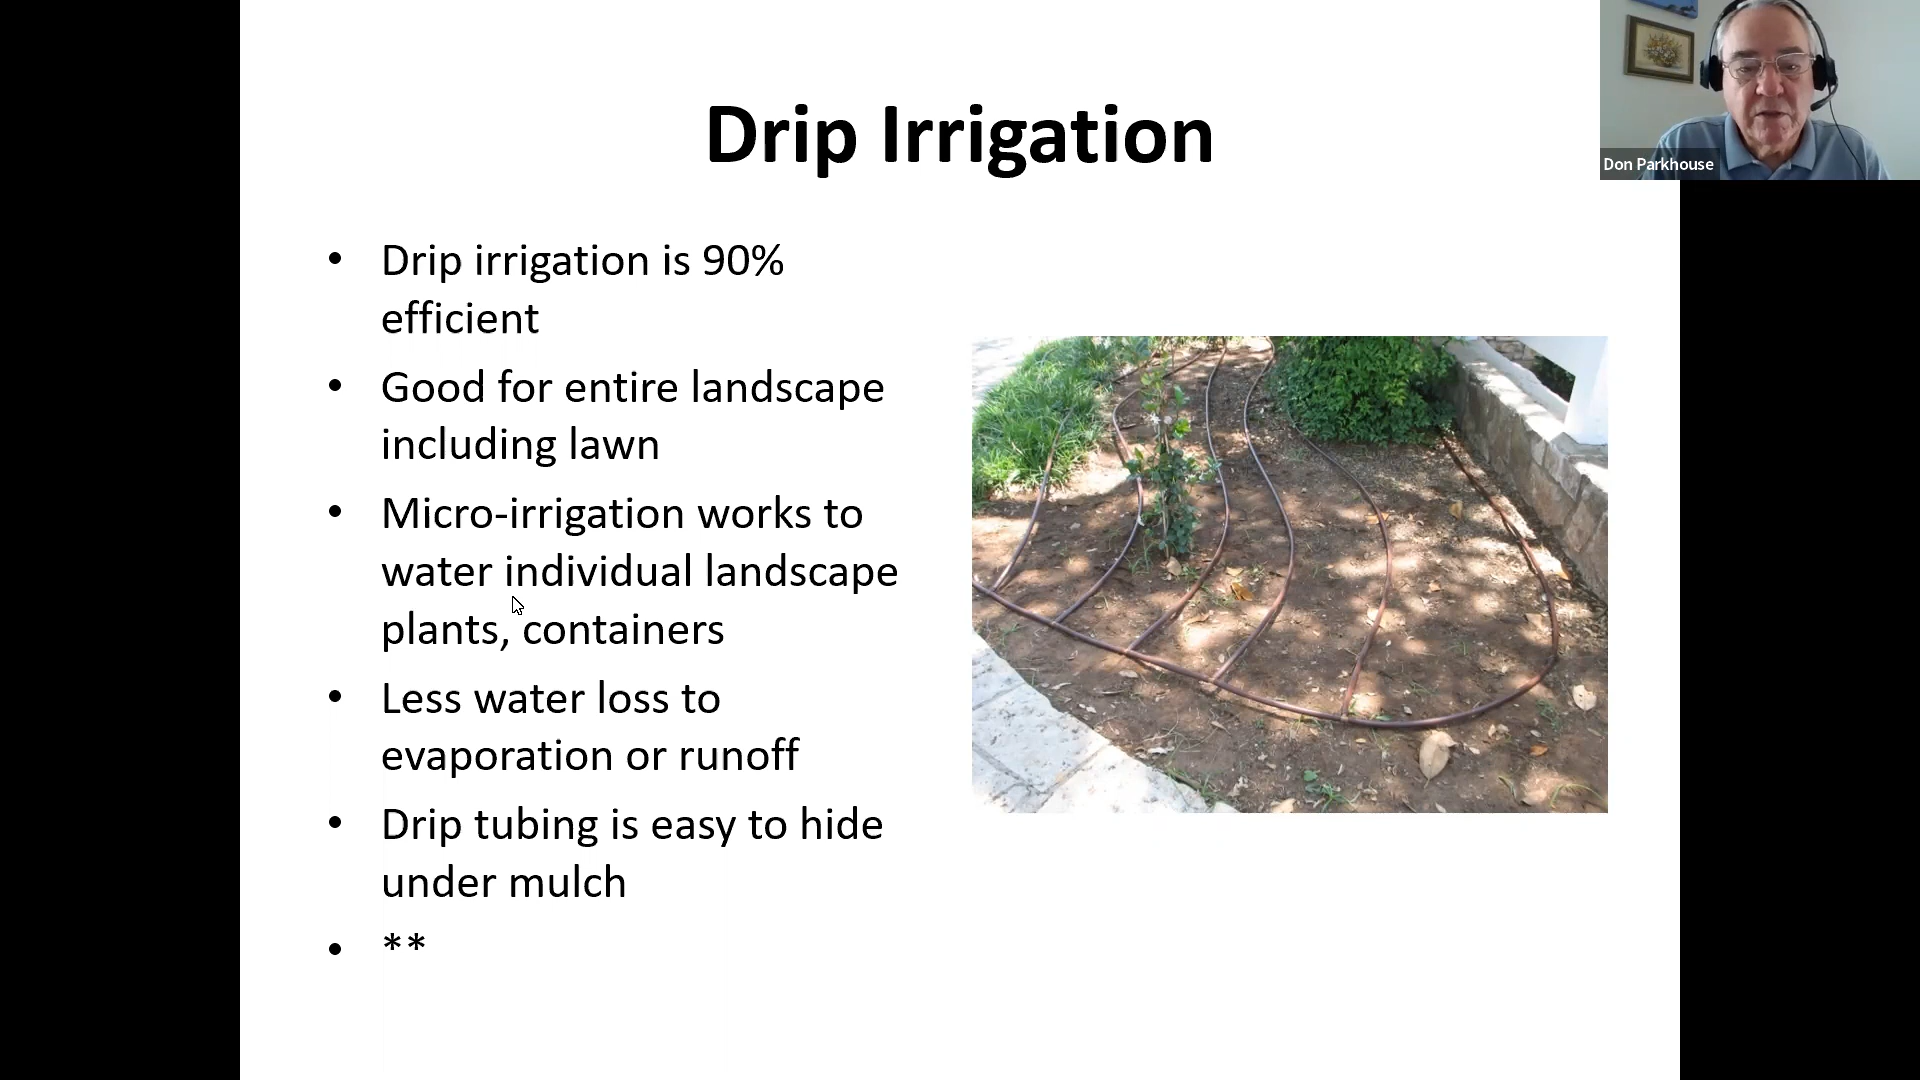 Drip Irrigation
Don Parkhouse
• Drip irrigation is 90%
efficient
• Good for entire landscape
including lawn
• Micro-irrigation works to
water individual landscape
plants, containers
• Less water loss to
evaporation or runoff
• Drip tubing is easy to hide
under mulch
• **